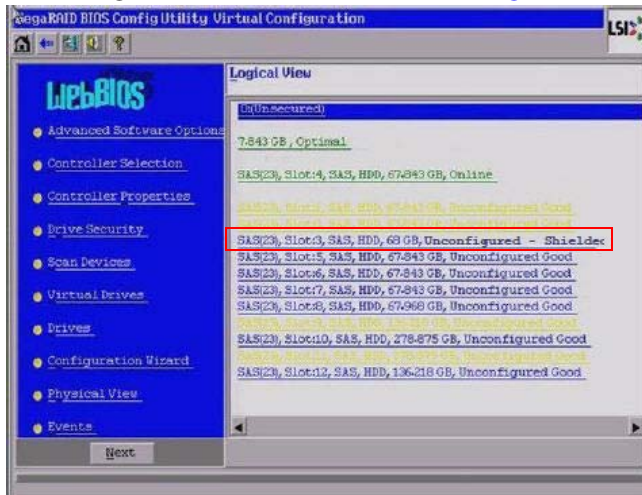 MegaRAID BIOS Config Utility Virtual Configuration
LSI
WebBIOS
Advanced Software Options
Controller Selection
Controller Properties
Drive Security
Scan Devices
Virtual Drives
Drives
Configuration Wizard
Physical View
Events
Next
Logical View
(Unsecured)
7.843 GB, Optimal
SAS(23), Slot:4, SAS, HDD, 67.843 GB, Online
SAS(23), Slot:3, SAS, HDD, 68 GB, Unconfigured - Shielded
SAS(23), Slot:5, SAS, HDD, 67.843 GB, Unconfigured Good
SAS(23), Slot:6, SAS, HDD, 67.843 GB, Unconfigured Good
SAS(23), Slot:7, SAS, HDD, 67.843 GB, Unconfigured Good
SAS(23), Slot:8, SAS, HDD, 67.968 GB, Unconfigured Good
SAS(23), Slot:10, SAS, HDD, 278.875 GB, Unconfigured Good
SAS(23), Slot:12, SAS, HDD, 136.218 GB, Unconfigured Good